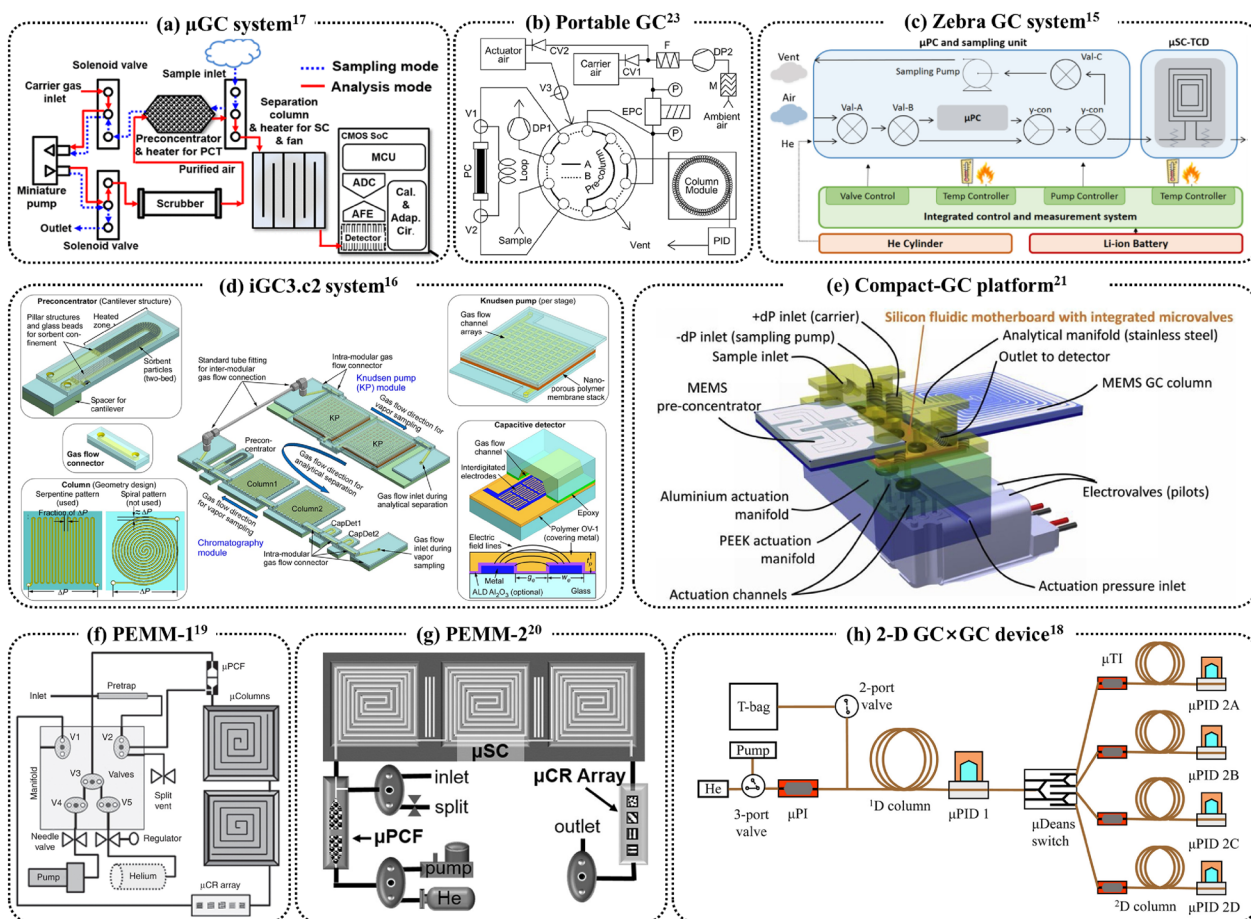 (a) µGC system17
Solenoid valve
Sample inlet
Sampling mode
Analysis mode
Carrier gas
inlet
Separation
column
& heater for SC
& fan
Preconcentrator
& heater for PCT
Purified air
CMOS SoC
MCU
ADC
AFE
Detector
Cal.
&
Adap.
Cir.
Miniature
pump
Scrubber
Outlet
Solenoid valve
(b) Portable GC23
Actuator
air
CV2
F
DP2
Carrier
air
CV1
P
M
V3
EPC
Ambient
air
P
V1
DP1
PC
Loop
A
B
Pre-column
Column
Module
V2
Sample
Vent
PID
(c) Zebra GC system15
µPC and sampling unit
µSC-TCD
Vent
Sampling Pump
Val-C
Air
Val-A
Val-B
µPC
y-con
y-con
He
Valve Control
Temp Controller
Pump Controller
Temp Controller
Integrated control and measurement system
He Cylinder
Li-ion Battery
(d) iGC3.c2 system16
Preconcentrator (Cantilever structure)
Pillar structures
and glass beads
for sorbent con-
finement
Heated
zone
Sorbent
particles
(two-bed)
Spacer for
cantilever
Gas flow
connector
Column (Geometry design)
Serpentine pattern
(used)
Spiral pattern
(not used)
Fraction of ΔP
≈ ΔP
ΔP
ΔP
Standard tube fitting
for inter-modular
gas flow connection
Intra-modular gas
flow connector
Knudsen pump
(KP) module
Gas flow direction for
vapor sampling
KP
KP
Precon-
centrator
Gas flow direction for
analytical separation
Column1
Gas flow direction
for vapor sampling
Column2
Gas flow inlet during
analytical separation
CapDet1
CapDet2
Chromatography
module
Intra-modular
gas flow connector
Gas flow
inlet during
vapor
sampling
Knudsen pump (per stage)
Gas flow
channel
arrays
Nano-
porous polymer
membrane stack
Capacitive detector
Gas flow
channel
Interdigitated
electrodes
Epoxy
Polymer OV-1
(covering metal)
Electric
field lines
tp
Metal
ge
we
ALD Al2O3 (optional)
Glass
(e) Compact-GC platform21
+dP inlet (carrier)
Silicon fluidic motherboard with integrated microvalves
-dP inlet (sampling pump)
Analytical manifold (stainless steel)
Sample inlet
Outlet to detector
MEMS GC column
MEMS
pre-concentrator
Aluminium actuation
manifold
Electrovalves (pilots)
PEEK actuation
manifold
Actuation channels
Actuation pressure inlet
(f) PEMM-119
µPCF
Inlet
Pretrap
µColumns
V1
V2
Manifold
V3
Valves
V4
V5
Split
vent
Needle
valve
Regulator
Pump
Helium
µCR array
(g) PEMM-220
µSC
inlet
µCR Array
split
outlet
µPCF
pump
He
(h) 2-D GC×GC device18
µTI
2-port
valve
T-bag
µPID 2A
Pump
µPID 2B
He
3-port
valve
µPI
1D column
µPID 1
µDeans
switch
µPID 2C
2D column
µPID 2D